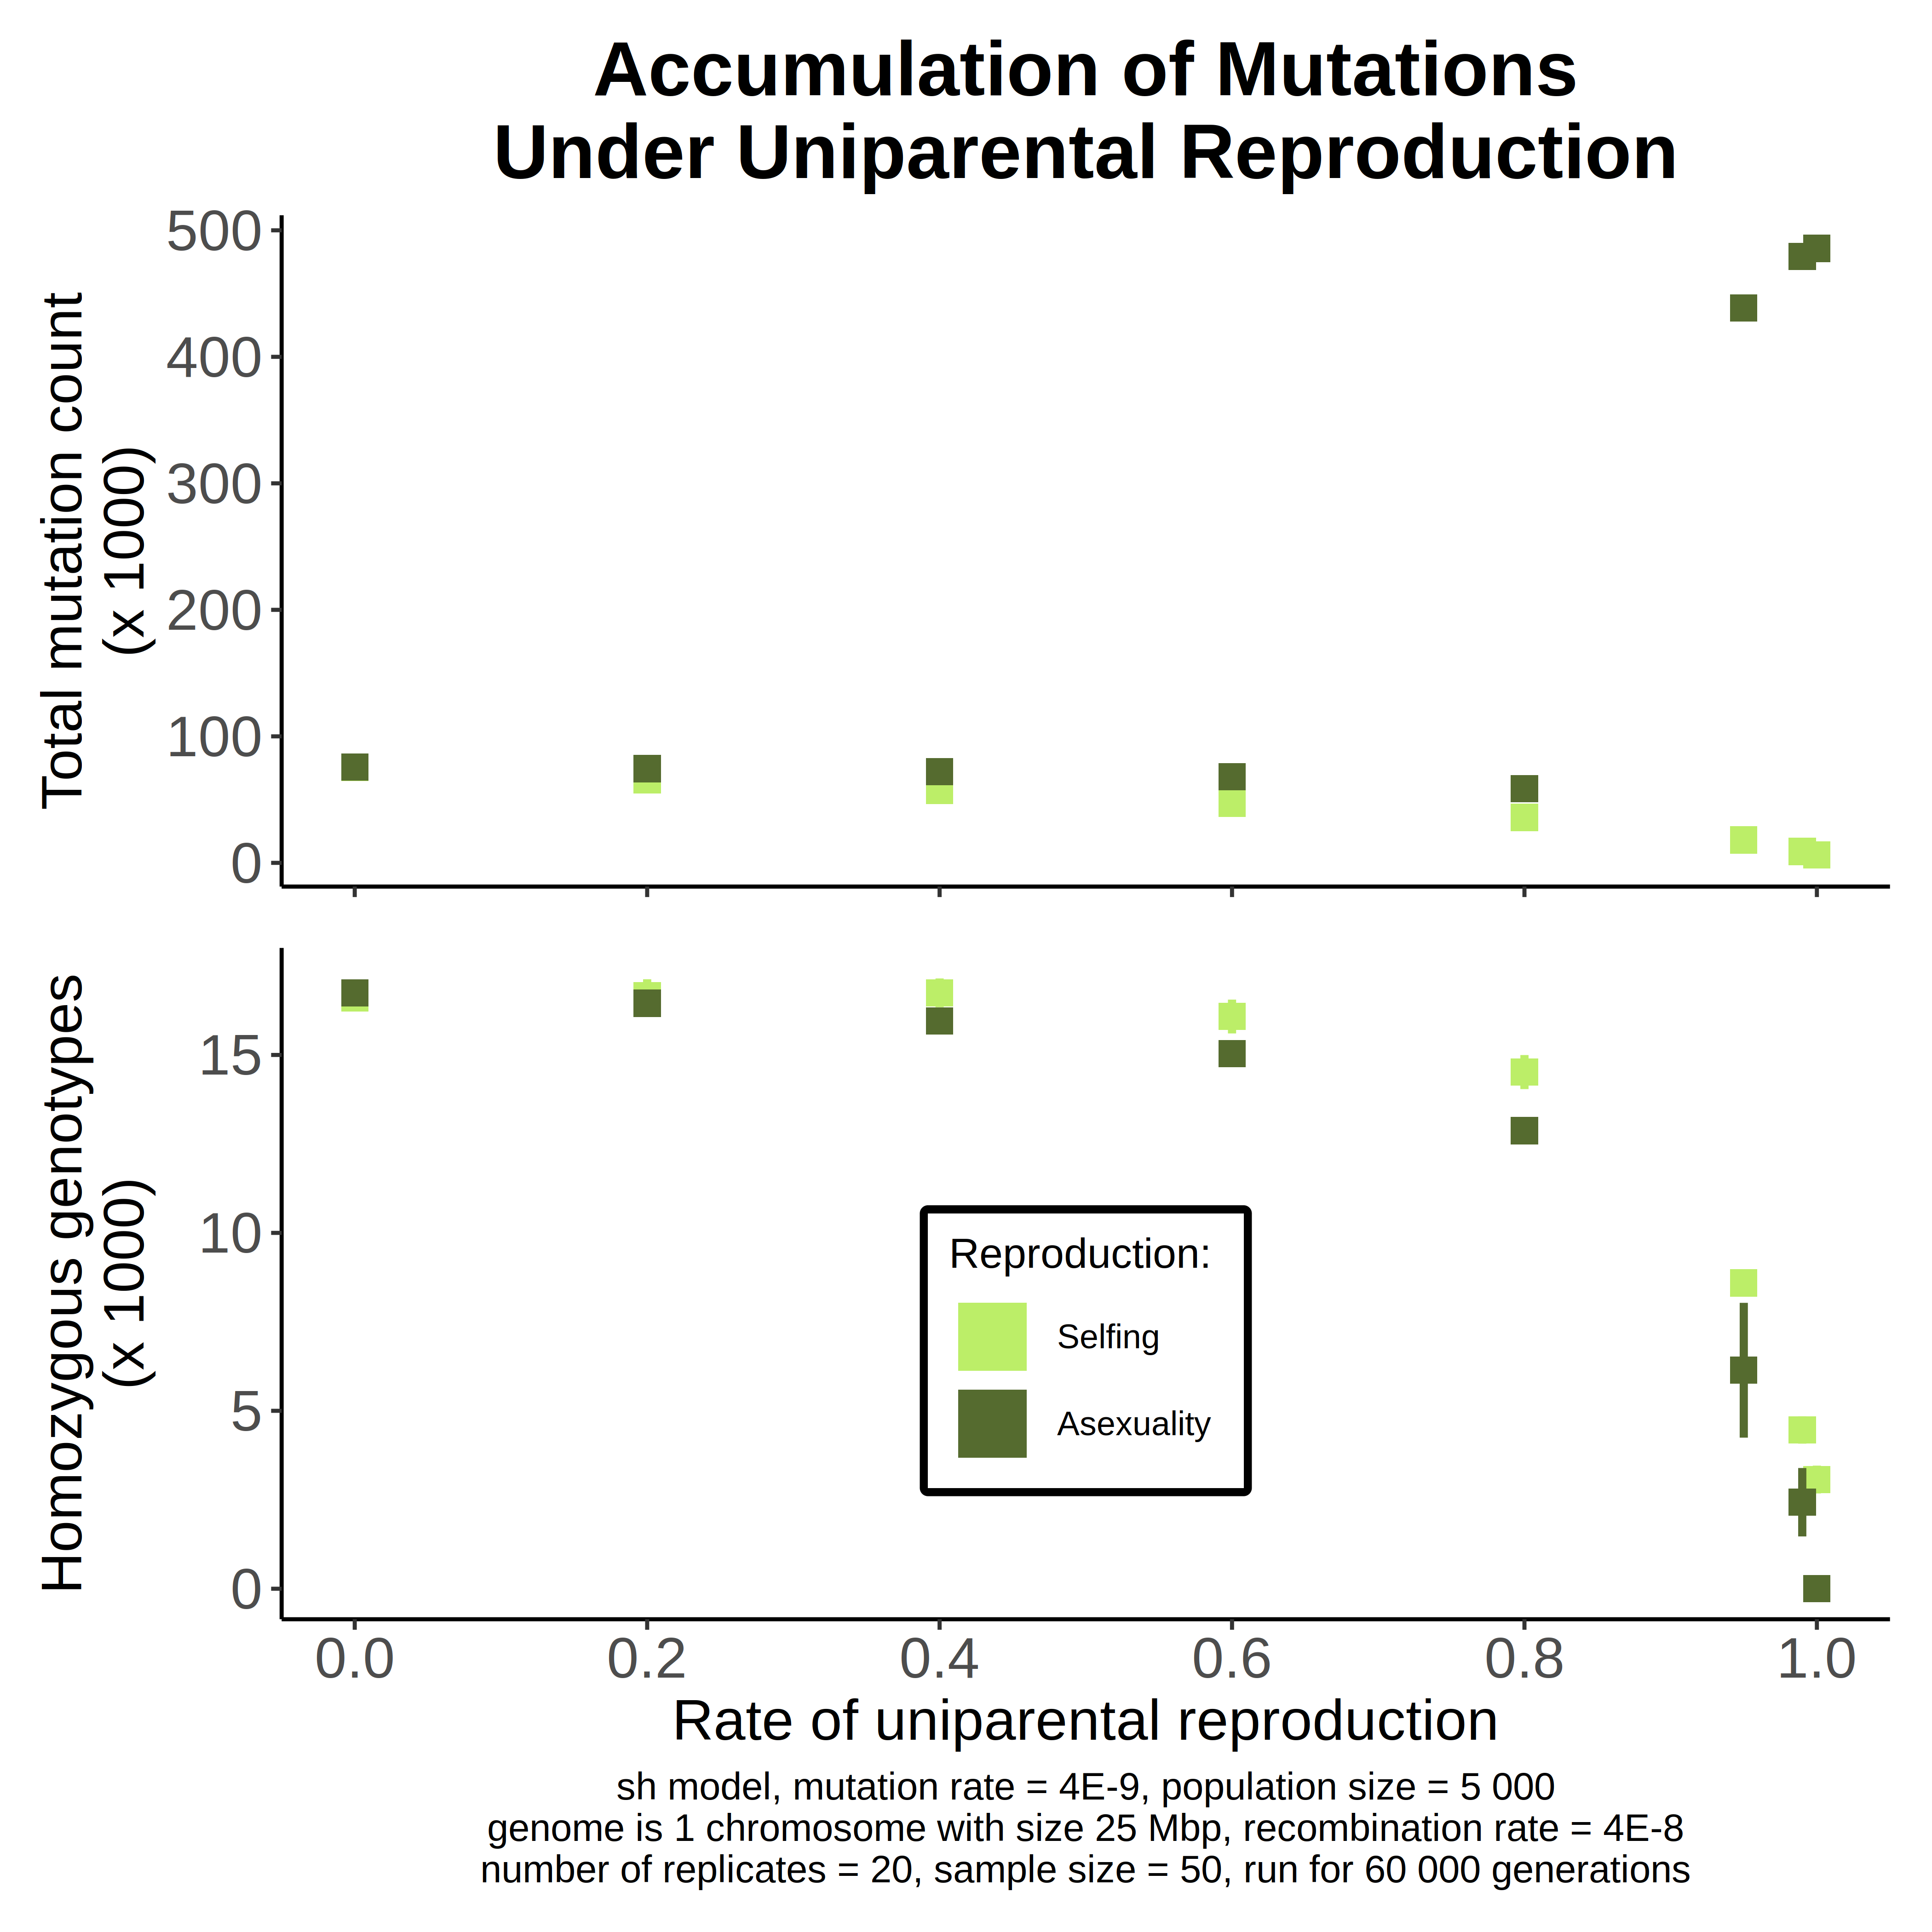 Accumulation of Mutations
Under Uniparental Reproduction
Total mutation count
(x 1000)
500
400
300
200
100
0
Homozygous genotypes
(x 1000)
15
10
5
0
Reproduction:
Selfing
Asexuality
0.0 0.2 0.4 0.6 0.8 1.0
Rate of uniparental reproduction
sh model, mutation rate = 4E-9, population size = 5 000
genome is 1 chromosome with size 25 Mbp, recombination rate = 4E-8
number of replicates = 20, sample size = 50, run for 60 000 generations